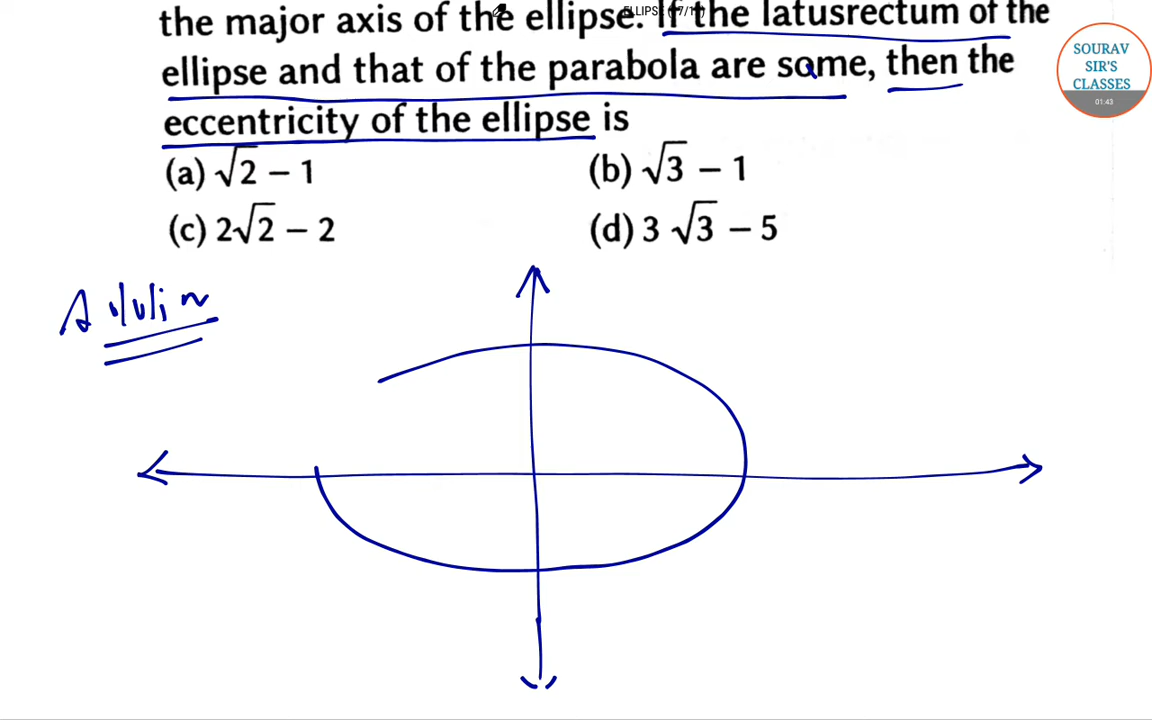 the major axis of the ellipse. If the latusrectum of the
ellipse and that of the parabola are same, then the
eccentricity of the ellipse is
(a) √2 – 1
(b) √3 – 1
(c) 2√2 – 2
(d) 3 √3 – 5
SOURAV
SIR'S
CLASSES
01:43